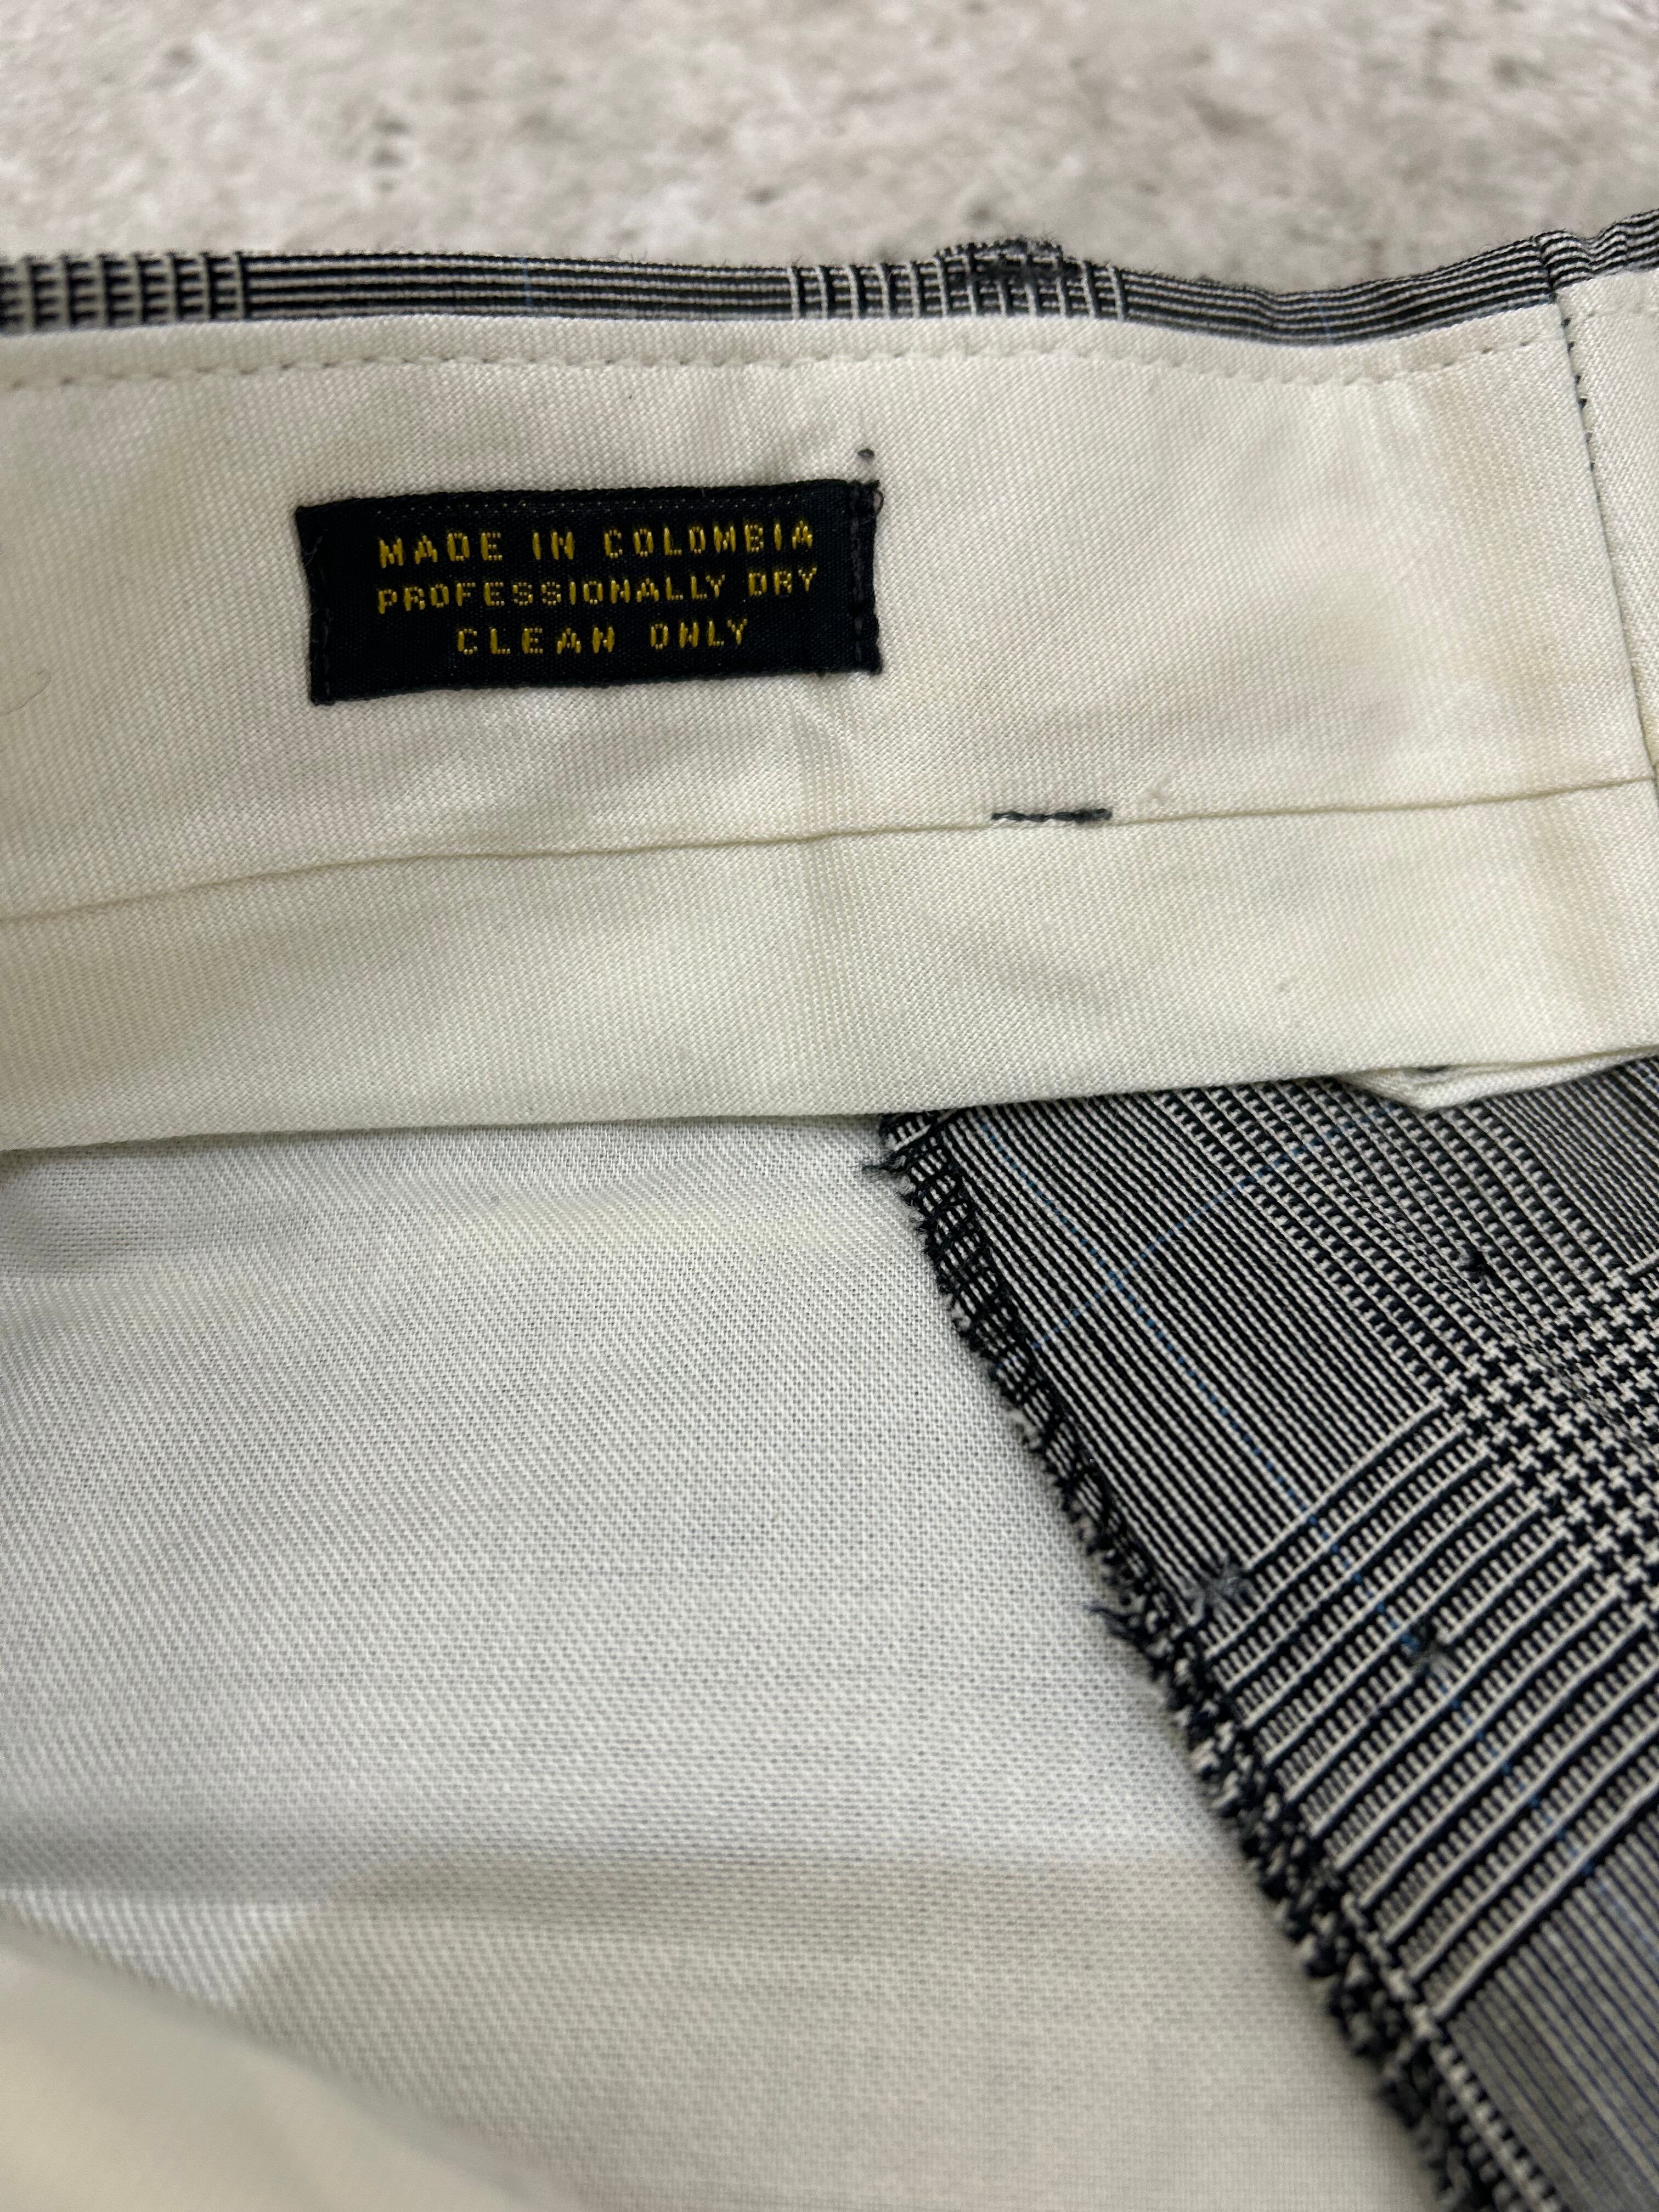 MADE IN COLOMBIA
PROFESSIONALLY DRY
CLEAN ONLY